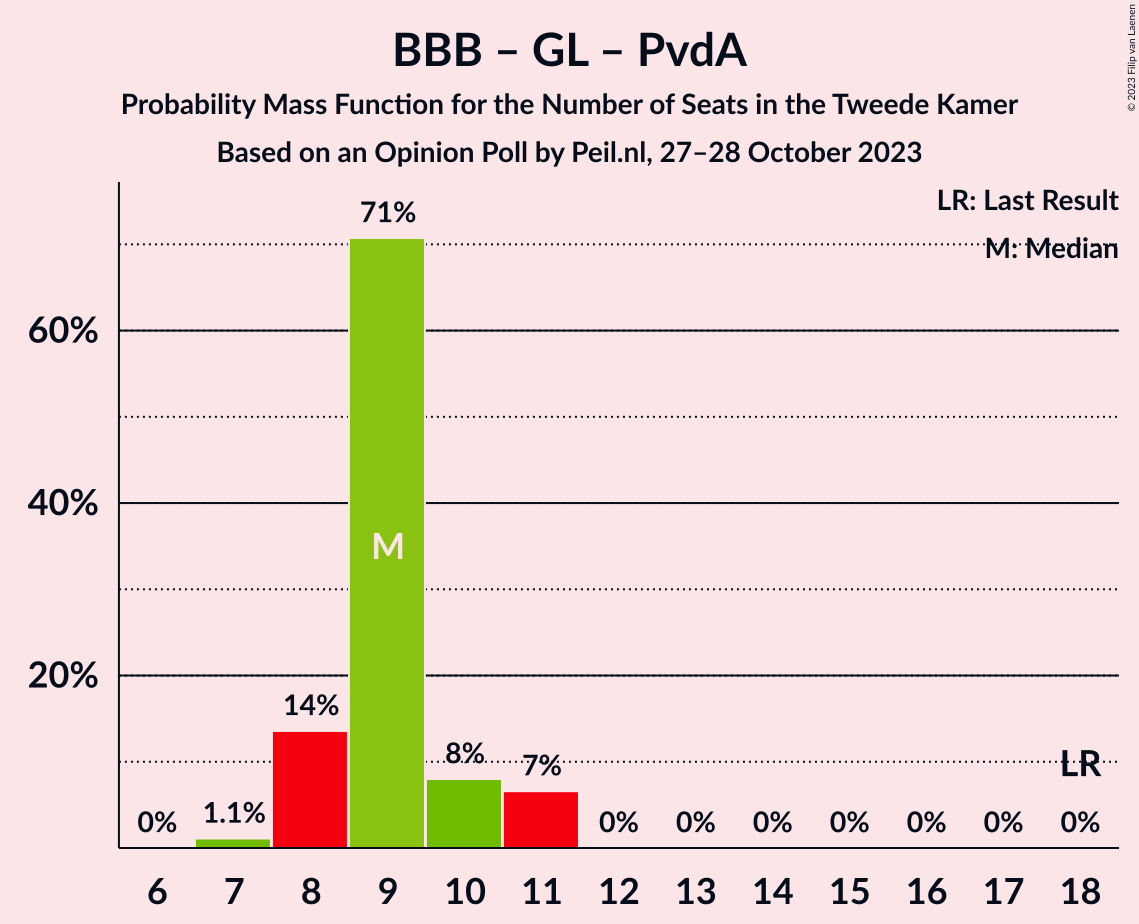 BBB – GL – PvdA
Probability Mass Function for the Number of Seats in the Tweede Kamer
Based on an Opinion Poll by Peil.nl, 27–28 October 2023
© 2023 Filip van Laenen
LR: Last Result
M: Median
60%
40%
20%
0%
1.1%
14%
71%
M
8%
7%
0%
0%
0%
0%
0%
0%
LR
0%
6 7 8 9 10 11 12 13 14 15 16 17 18